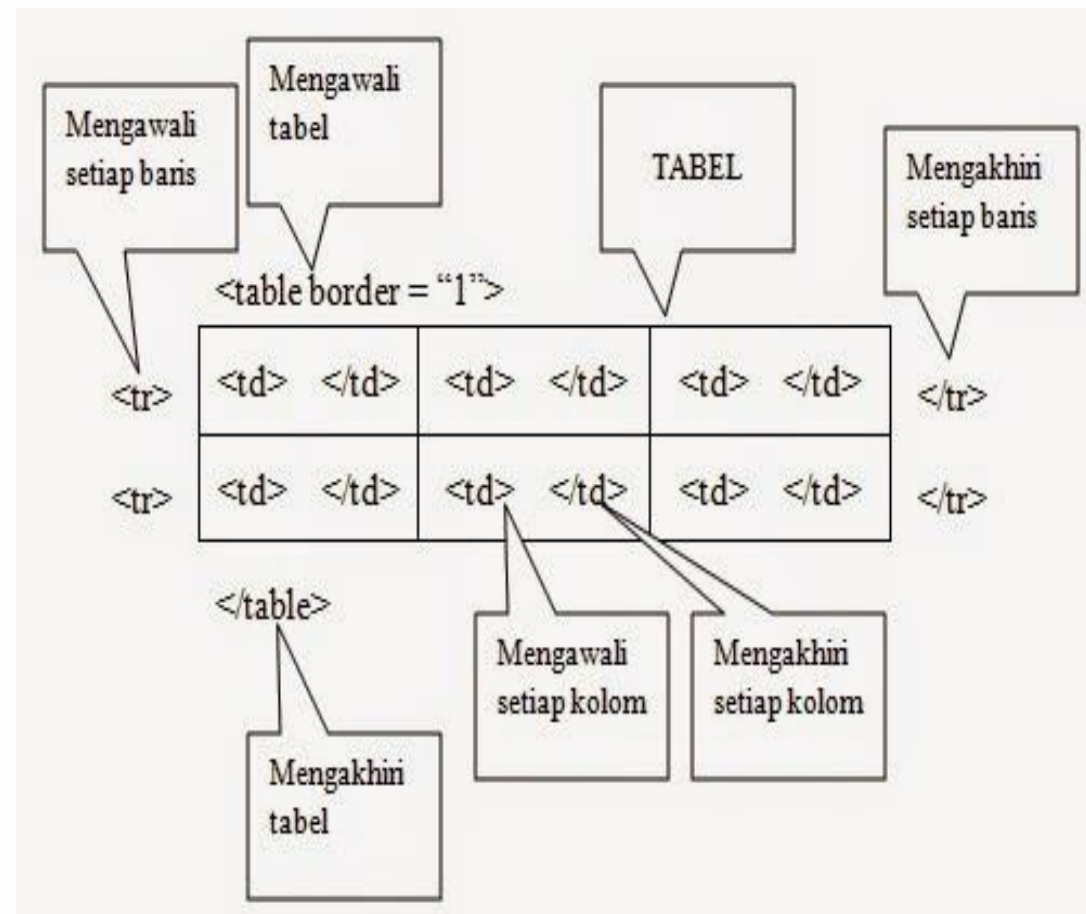 Mengawali
setiap baris
Mengawali
tabel
TABEL
Mengakhiri
setiap baris
<table border = “1”>
<tr> <td> </td> <td> </td> <td> </td> </tr>
<tr> <td> </td> <td> </td> <td> </td> </tr>
</table>
Mengawali
setiap kolom
Mengakhiri
setiap kolom
Mengakhiri
tabel